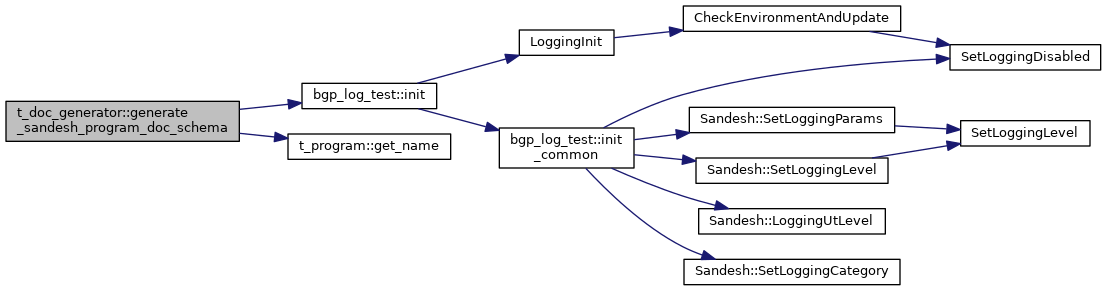 t_doc_generator::generate
_sandesh_program_doc_schema
bgp_log_test::init
t_program::get_name
LoggingInit
bgp_log_test::init
_common
CheckEnvironmentAndUpdate
SetLoggingDisabled
Sandesh::SetLoggingParams
Sandesh::SetLoggingLevel
SetLoggingLevel
Sandesh::LoggingUtLevel
Sandesh::SetLoggingCategory